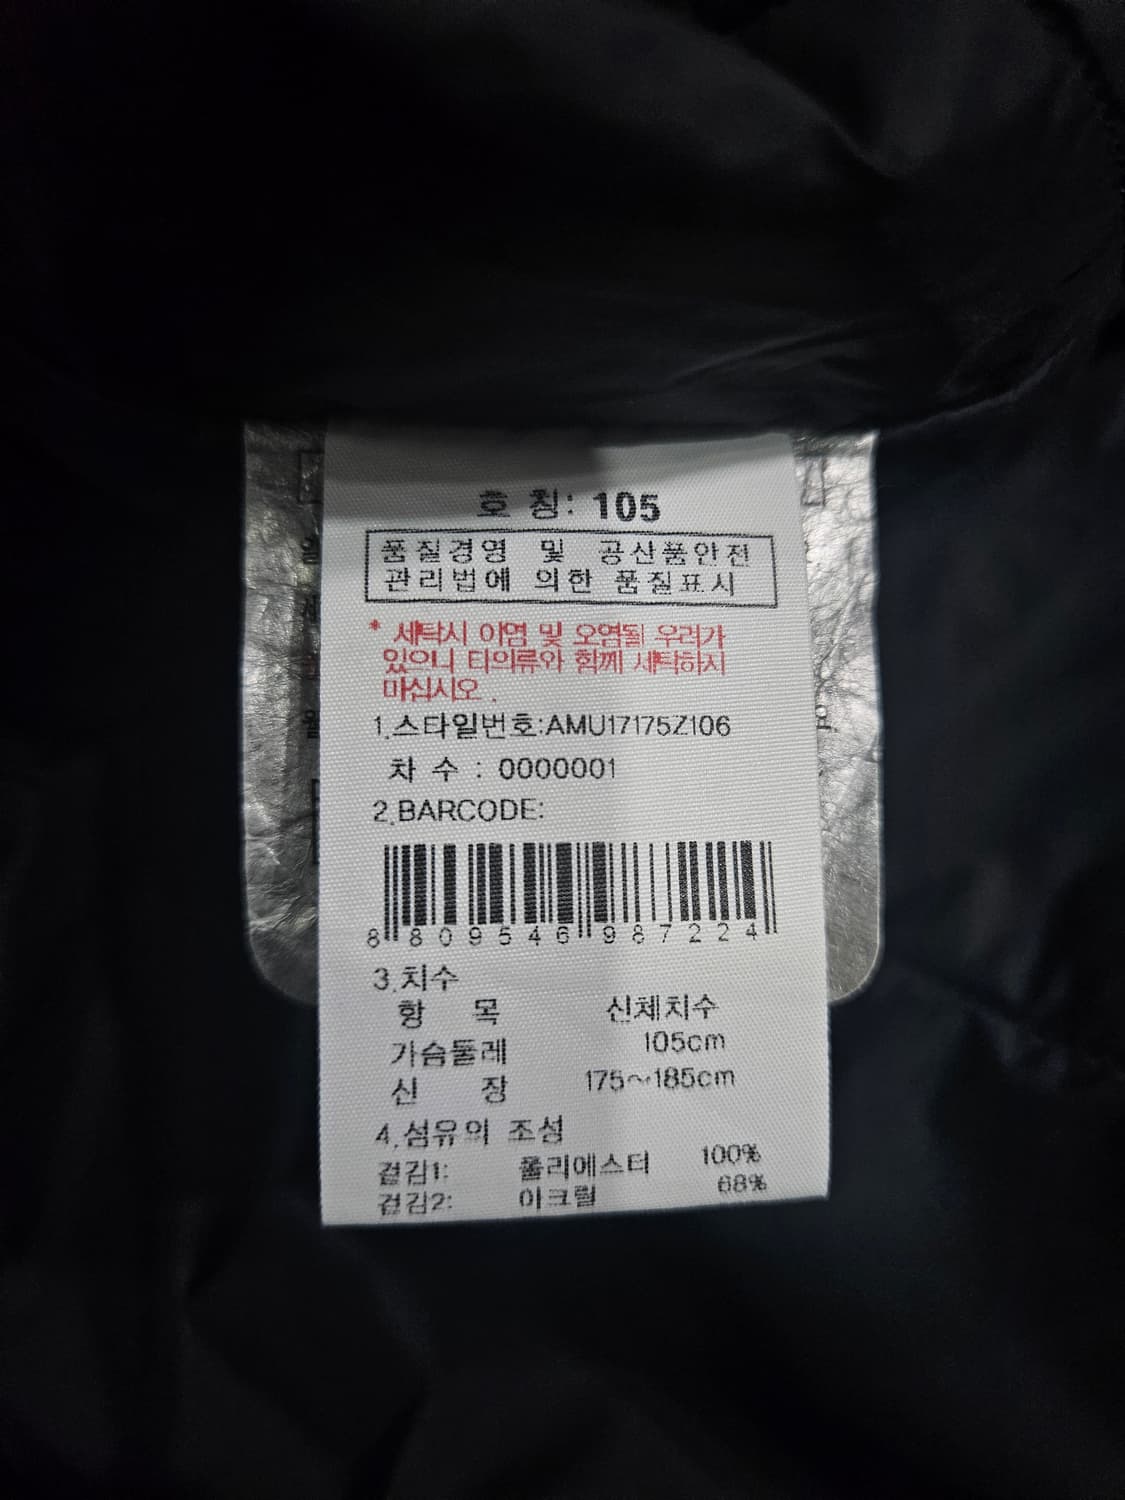 호 칭: 105
품질경영 및 공산품안전
관리법에 의한 품질표시
* 세탁시 이염 및 오염될 우려가
있으니 타의류와 함께 세탁하지
마십시오.
1.스타일번호:AMU17175Z106
차 수 : 0000001
2.BARCODE:
8 809546 987224
3.치수
항 목 신체치수
가슴둘레 105cm
신 장 175~185cm
4.섬유의 조성
겉감1: 폴리에스터 100%
겉감2: 아크릴 68%